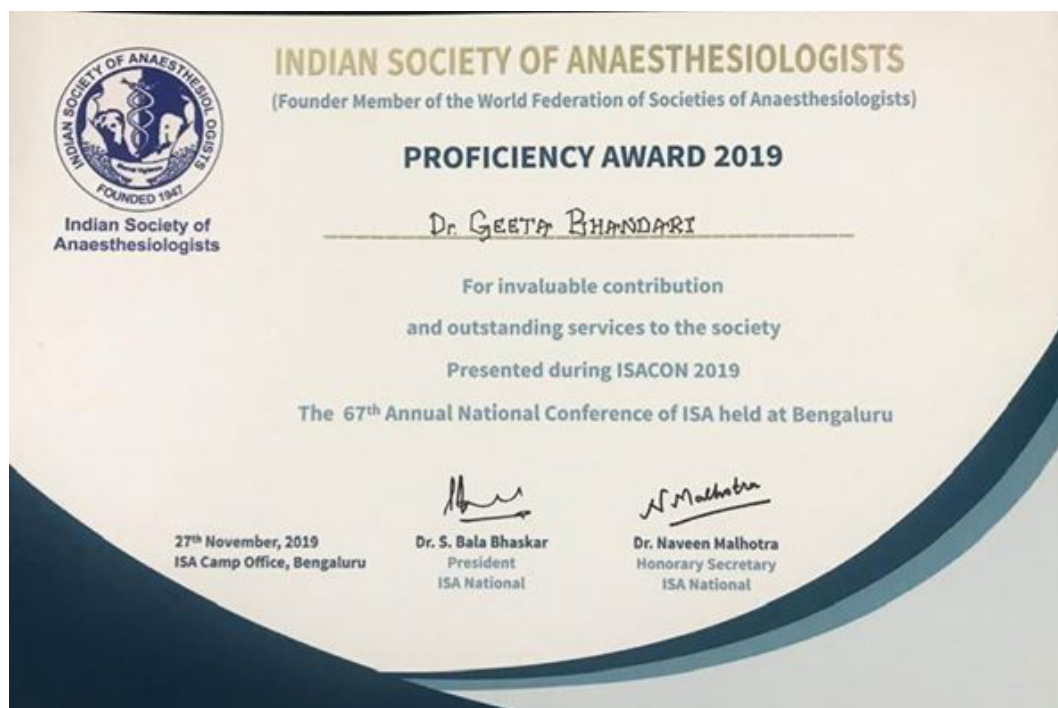 INDIAN SOCIETY OF ANAESTHESIOLOGISTS
(Founder Member of the World Federation of Societies of Anaesthesiologists)
INDIAN SOCIETY OF ANAESTHESIOL OGISTS
FOUNDED 1947
Indian Society of
Anaesthesiologists
PROFICIENCY AWARD 2019
Dr. GEETA BHANDARI
For invaluable contribution
and outstanding services to the society
Presented during ISACON 2019
The 67th Annual National Conference of ISA held at Bengaluru
N Malhotra
27th November, 2019
ISA Camp Office, Bengaluru
Dr. S. Bala Bhaskar
President
ISA National
Dr. Naveen Malhotra
Honorary Secretary
ISA National